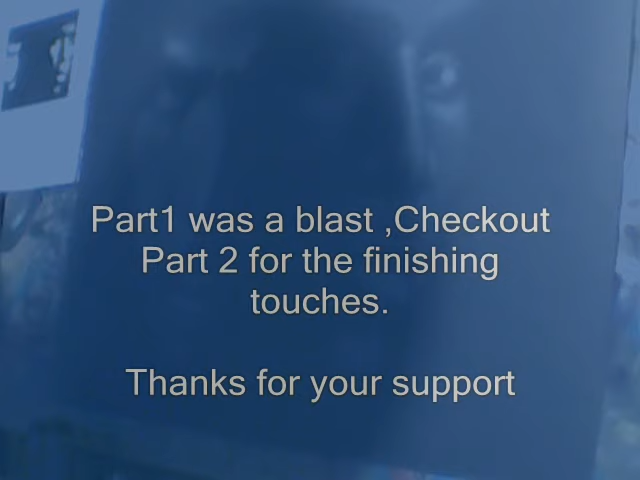 Part1 was a blast ,Checkout
Part 2 for the finishing
touches.
Thanks for your support